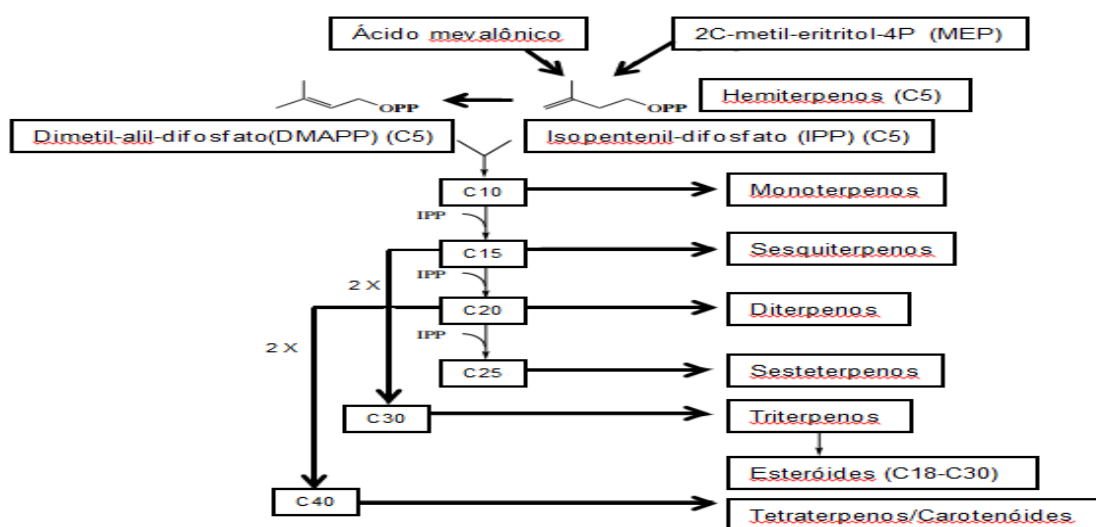 Ácido mevalônico
2C-metil-eritritol-4P (MEP)
OPP
OPP
Hemiterpenos (C5)
Dimetil-alil-difosfato(DMAPP) (C5)
Isopentenil-difosfato (IPP) (C5)
C10
Monoterpenos
IPP
C15
Sesquiterpenos
2 X
IPP
C20
Diterpenos
2 X
IPP
C25
Sesteterpenos
C30
Triterpenos
Esteróides (C18-C30)
C40
Tetraterpenos/Carotenóides